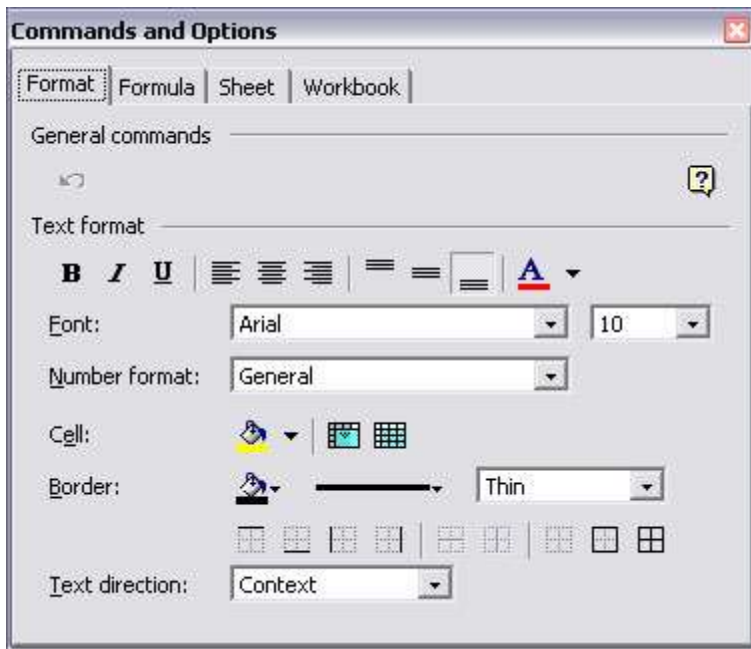 Commands and Options
Format Formula Sheet Workbook
General commands
?
Text format
B I U A
Font: Arial 10
Number format: General
Cell:
Border: Thin
Text direction: Context